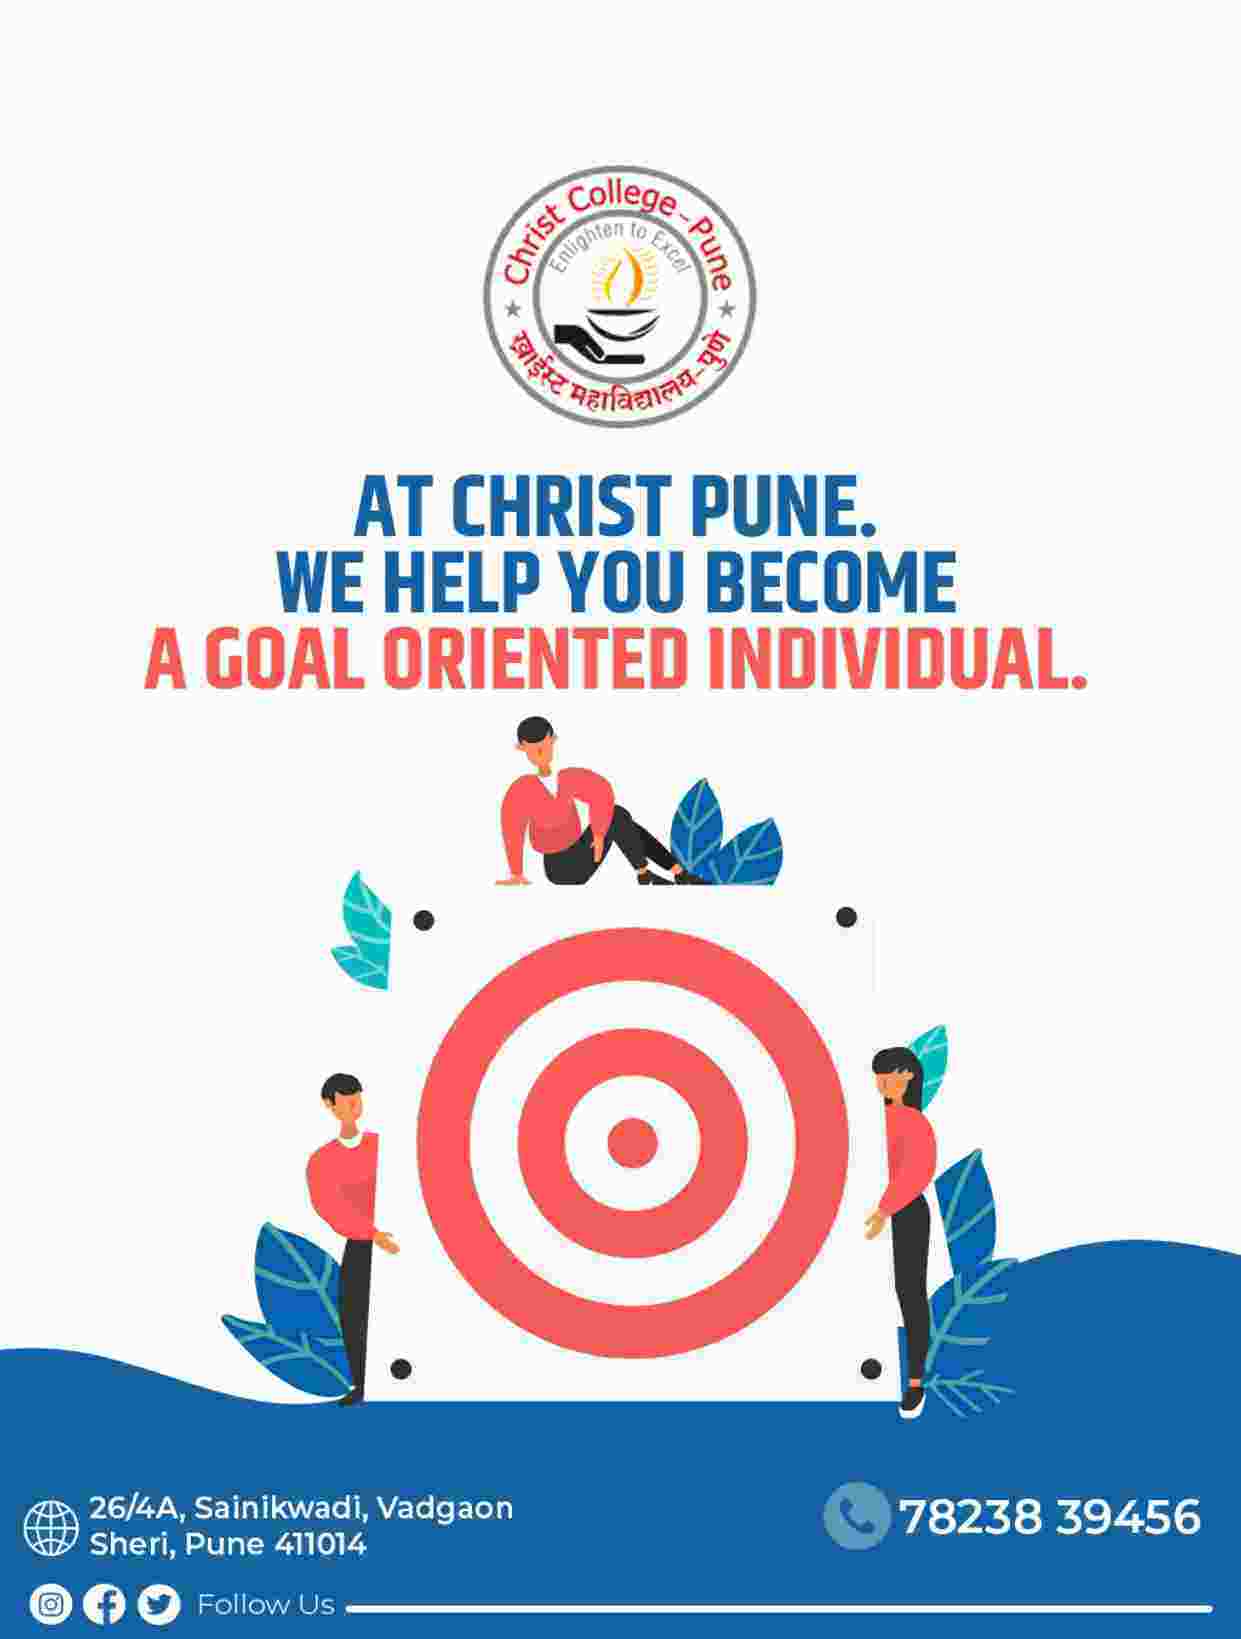 Christ College-Pune
Enlighten to Excel
ख्राईस्ट महाविद्यालय-पुणे
AT CHRIST PUNE.
WE HELP YOU BECOME
A GOAL ORIENTED INDIVIDUAL.
26/4A, Sainikwadi, Vadgaon
Sheri, Pune 411014
78238 39456
Follow Us